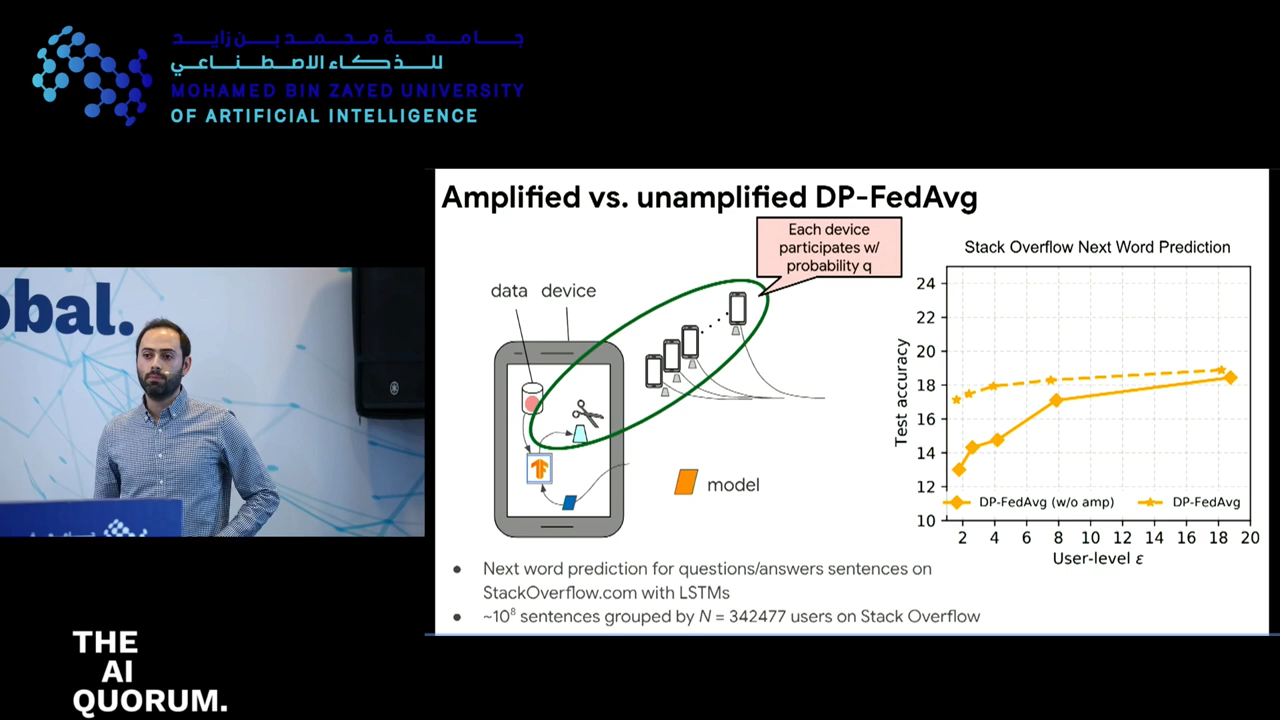 جامعة محمد بن زايد
للذكاء الاصطناعي
MOHAMED BIN ZAYED UNIVERSITY
OF ARTIFICIAL INTELLIGENCE
obal.
THE
AI
QUORUM.
Amplified vs. unamplified DP-FedAvg
Each device
participates w/
probability q
data device
model
Stack Overflow Next Word Prediction
Test accuracy
24
22
20
18
16
14
12
10
DP-FedAvg (w/o amp) DP-FedAvg
2 4 6 8 10 12 14 16 18 20
User-level ε
• Next word prediction for questions/answers sentences on
StackOverflow.com with LSTMs
• ~10⁸ sentences grouped by N = 342477 users on Stack Overflow